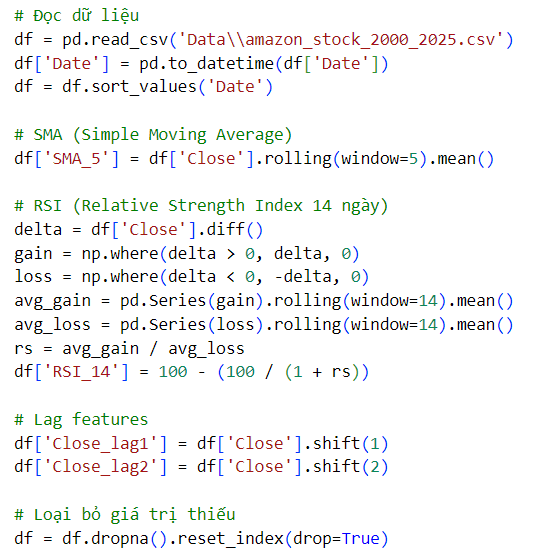 # Đọc dữ liệu
df = pd.read_csv('Data\\amazon_stock_2000_2025.csv')
df['Date'] = pd.to_datetime(df['Date'])
df = df.sort_values('Date')

# SMA (Simple Moving Average)
df['SMA_5'] = df['Close'].rolling(window=5).mean()

# RSI (Relative Strength Index 14 ngày)
delta = df['Close'].diff()
gain = np.where(delta > 0, delta, 0)
loss = np.where(delta < 0, -delta, 0)
avg_gain = pd.Series(gain).rolling(window=14).mean()
avg_loss = pd.Series(loss).rolling(window=14).mean()
rs = avg_gain / avg_loss
df['RSI_14'] = 100 - (100 / (1 + rs))

# Lag features
df['Close_lag1'] = df['Close'].shift(1)
df['Close_lag2'] = df['Close'].shift(2)

# Loại bỏ giá trị thiếu
df = df.dropna().reset_index(drop=True)